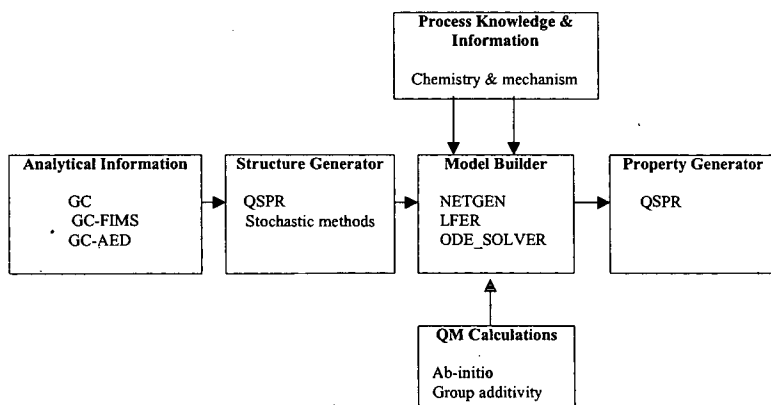 Process Knowledge &
Information
Chemistry & mechanism
Analytical Information
GC
GC-FIMS
GC-AED
Structure Generator
QSPR
Stochastic methods
Model Builder
NETGEN
LFER
ODE_SOLVER
Property Generator
QSPR
QM Calculations
Ab-initio
Group additivity